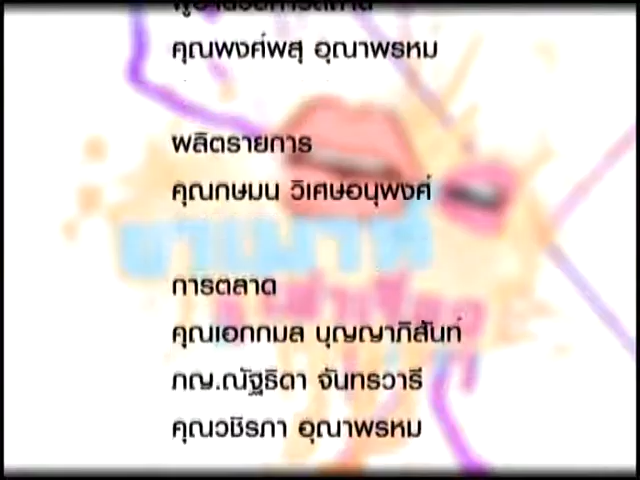 คุณพงศ์พสุ อุณาพรหม
ผลิตรายการ
คุณกษมน วิเศษอนุพงศ์
การตลาด
คุณเอกกมล บุญญาภิสันท์
ภญ.ณัฐธิดา จันทรวารี
คุณวชิรภา อุณาพรหม